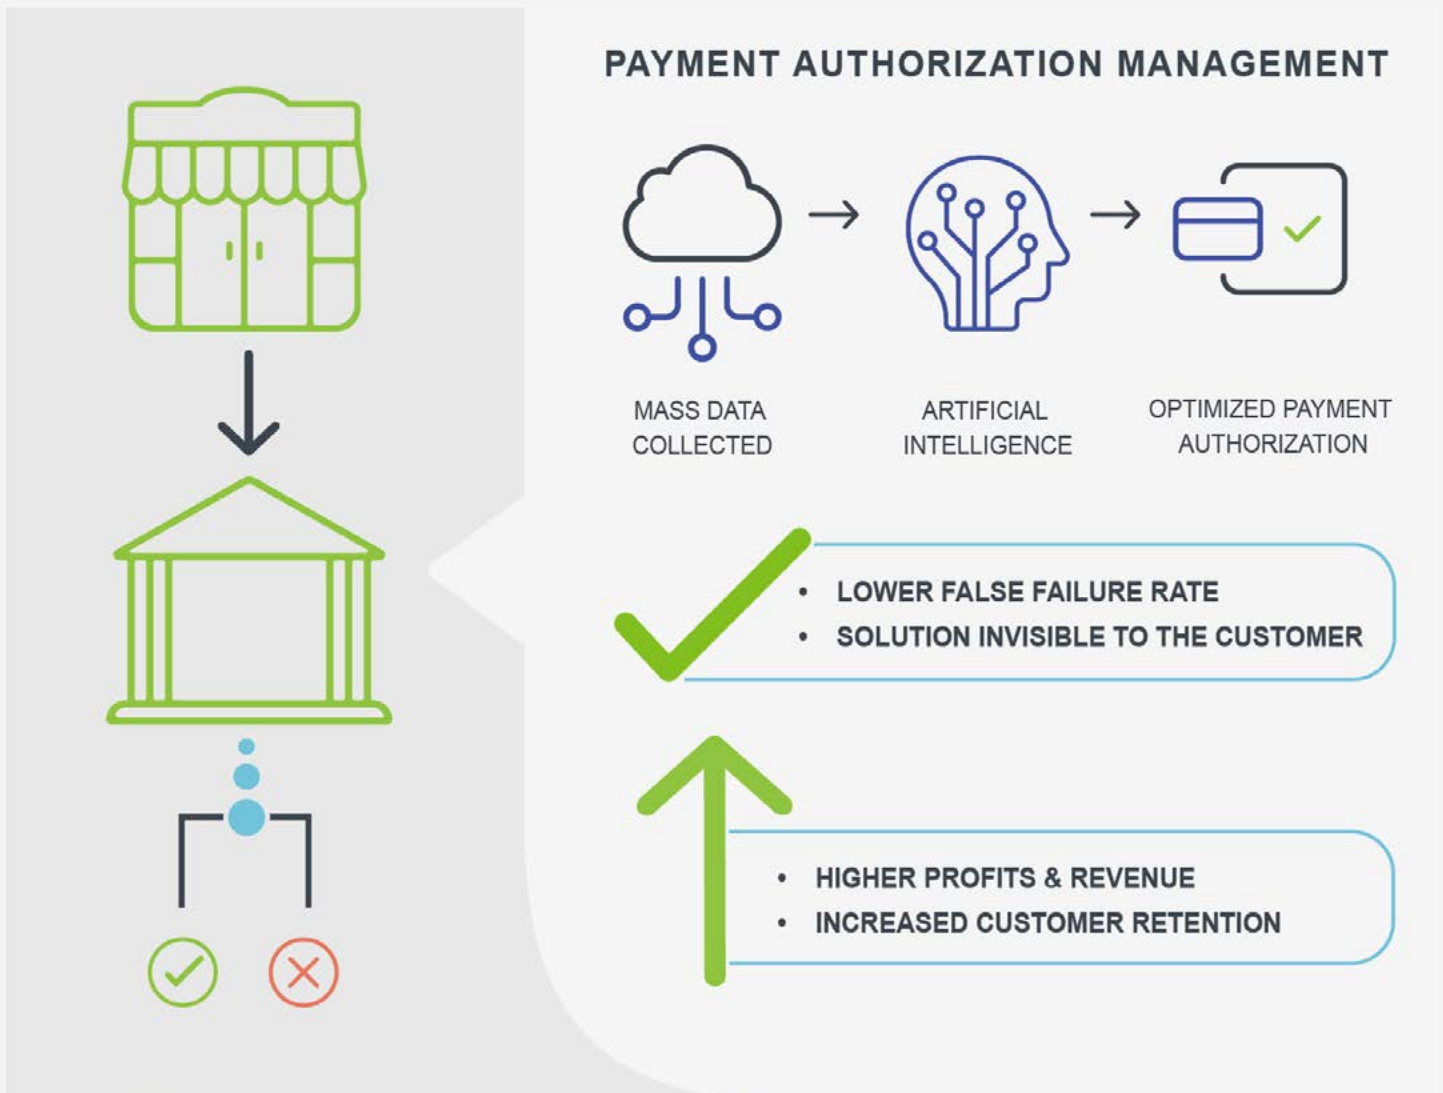 PAYMENT AUTHORIZATION MANAGEMENT
MASS DATA
COLLECTED
ARTIFICIAL
INTELLIGENCE
OPTIMIZED PAYMENT
AUTHORIZATION
• LOWER FALSE FAILURE RATE
• SOLUTION INVISIBLE TO THE CUSTOMER
• HIGHER PROFITS & REVENUE
• INCREASED CUSTOMER RETENTION